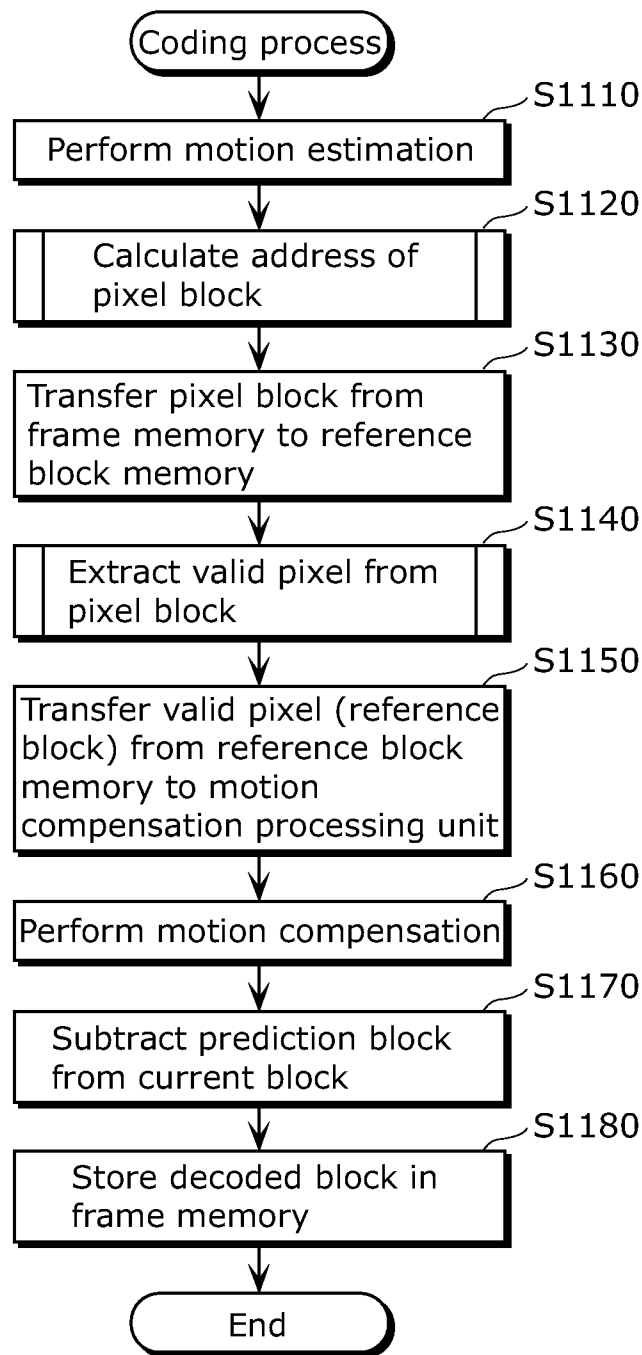 Coding process
S1110
Perform motion estimation
S1120
Calculate address of
pixel block
S1130
Transfer pixel block from
frame memory to reference
block memory
S1140
Extract valid pixel from
pixel block
S1150
Transfer valid pixel (reference
block) from reference block
memory to motion
compensation processing unit
S1160
Perform motion compensation
S1170
Subtract prediction block
from current block
S1180
Store decoded block in
frame memory
End